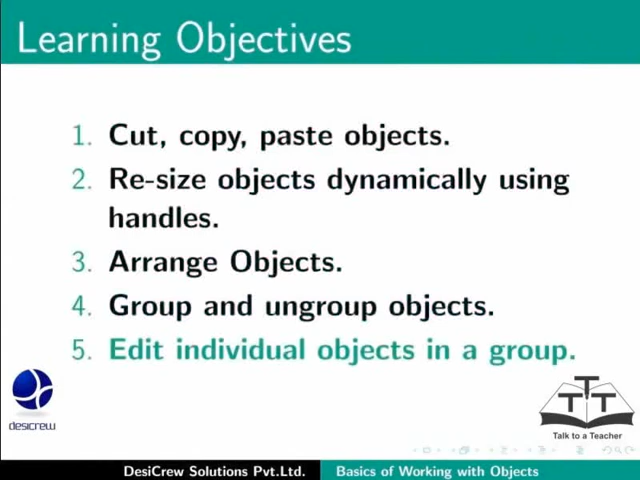 Learning Objectives
1. Cut, copy, paste objects.
2. Re-size objects dynamically using
handles.
3. Arrange Objects.
4. Group and ungroup objects.
5. Edit individual objects in a group.
desicrew
TTT
Talk to a Teacher
DesiCrew Solutions Pvt.Ltd. Basics of Working with Objects